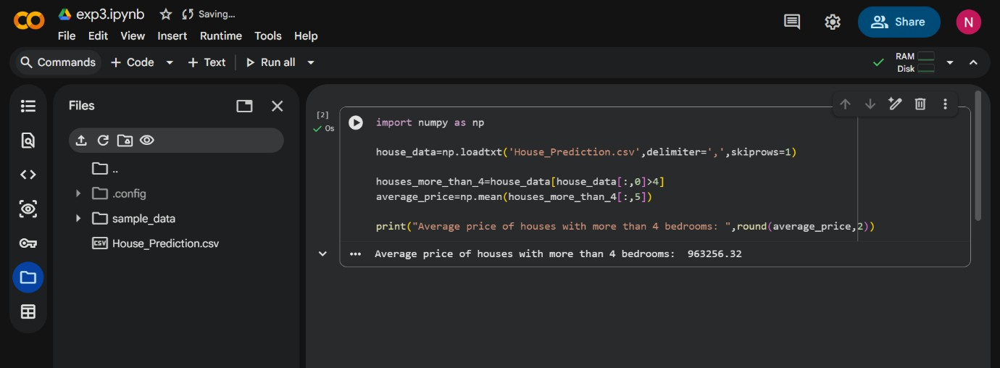 exp3.ipynb Saving...
File Edit View Insert Runtime Tools Help
Share
N
Commands + Code + Text Run all
RAM
Disk
Files
..
.config
sample_data
CSV House_Prediction.csv
[2]
0s
import numpy as np
house_data=np.loadtxt('House_Prediction.csv',delimiter=',',skiprows=1)
houses_more_than_4=house_data[house_data[:,0]>4]
average_price=np.mean(houses_more_than_4[:,5])
print("Average price of houses with more than 4 bedrooms: ",round(average_price,2))
Average price of houses with more than 4 bedrooms:  963256.32